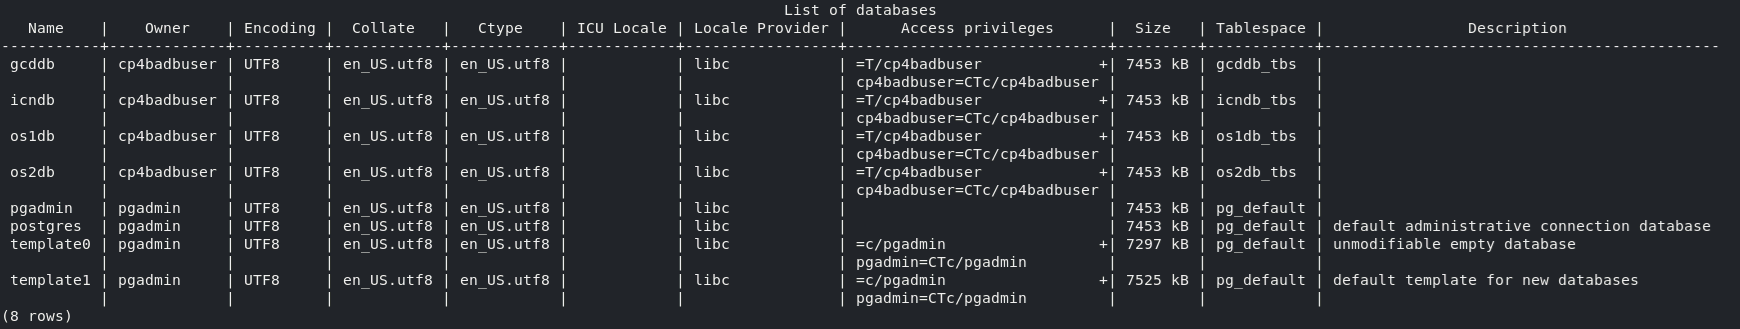 List of databases
   Name    |    Owner    | Encoding |  Collate   |   Ctype    | ICU Locale | Locale Provider |      Access privileges      |  Size   | Tablespace |                Description
-----------+-------------+----------+------------+------------+------------+-----------------+-----------------------------+---------+------------+--------------------------------------------
 gcddb     | cp4badbuser | UTF8     | en_US.utf8 | en_US.utf8 |            | libc            | =T/cp4badbuser             +| 7453 kB | gcddb_tbs  |
           |             |          |            |            |            |                 | cp4badbuser=CTc/cp4badbuser |         |            |
 icndb     | cp4badbuser | UTF8     | en_US.utf8 | en_US.utf8 |            | libc            | =T/cp4badbuser             +| 7453 kB | icndb_tbs  |
           |             |          |            |            |            |                 | cp4badbuser=CTc/cp4badbuser |         |            |
 os1db     | cp4badbuser | UTF8     | en_US.utf8 | en_US.utf8 |            | libc            | =T/cp4badbuser             +| 7453 kB | os1db_tbs  |
           |             |          |            |            |            |                 | cp4badbuser=CTc/cp4badbuser |         |            |
 os2db     | cp4badbuser | UTF8     | en_US.utf8 | en_US.utf8 |            | libc            | =T/cp4badbuser             +| 7453 kB | os2db_tbs  |
           |             |          |            |            |            |                 | cp4badbuser=CTc/cp4badbuser |         |            |
 pgadmin   | pgadmin     | UTF8     | en_US.utf8 | en_US.utf8 |            | libc            |                             | 7453 kB | pg_default |
 postgres  | pgadmin     | UTF8     | en_US.utf8 | en_US.utf8 |            | libc            |                             | 7453 kB | pg_default | default administrative connection database
 template0 | pgadmin     | UTF8     | en_US.utf8 | en_US.utf8 |            | libc            | =c/pgadmin                 +| 7297 kB | pg_default | unmodifiable empty database
           |             |          |            |            |            |                 | pgadmin=CTc/pgadmin         |         |            |
 template1 | pgadmin     | UTF8     | en_US.utf8 | en_US.utf8 |            | libc            | =c/pgadmin                 +| 7525 kB | pg_default | default template for new databases
           |             |          |            |            |            |                 | pgadmin=CTc/pgadmin         |         |            |
(8 rows)